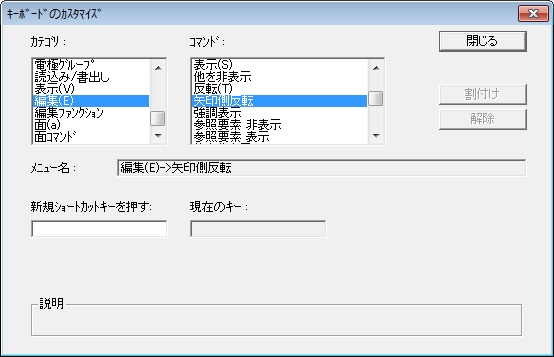 ｷｰﾎﾞｰﾄﾞのｶｽﾀﾏｲｽﾞ
ｶﾃｺﾞﾘ：
ｺﾏﾝﾄﾞ：
閉じる
電極ｸﾞﾙｰﾌﾟ
読込み/書出し
表示(V)
編集(E)
編集ﾌｧﾝｸｼｮﾝ
面(a)
面ｺﾏﾝﾄﾞ
表示(S)
他を非表示
反転(T)
矢印側反転
強調表示
参照要素 非表示
参照要素 表示
割付け
解除
ﾒﾆｭｰ名：
編集(E)->矢印側反転
新規ｼｮｰﾄｶｯﾄｷｰを押す：
現在のｷｰ：
説明